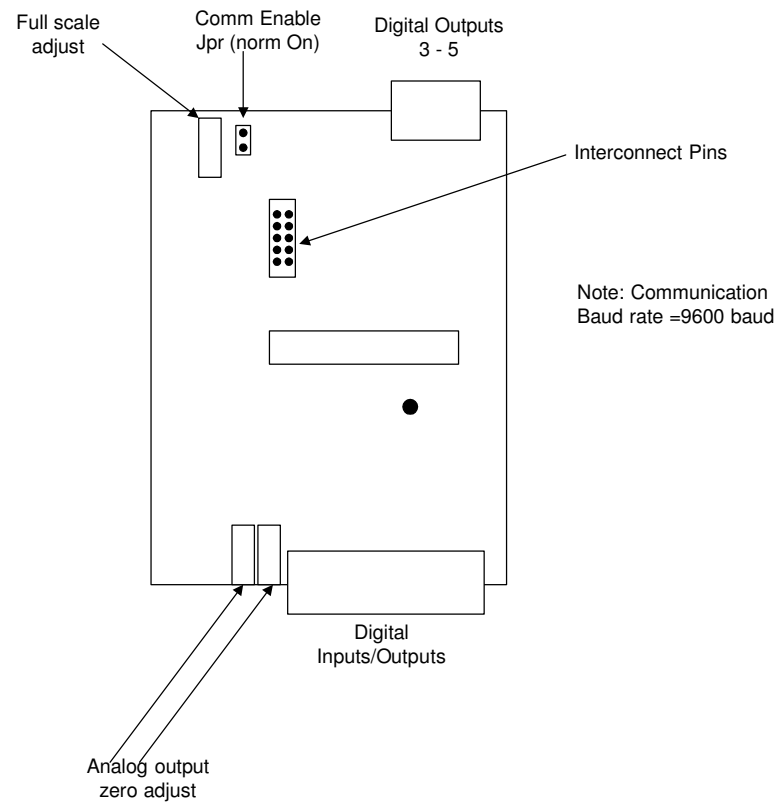 Full scale
adjust
Comm Enable
Jpr (norm On)
Digital Outputs
3 - 5
Interconnect Pins
Note: Communication
Baud rate =9600 baud
Digital
Inputs/Outputs
Analog output
zero adjust